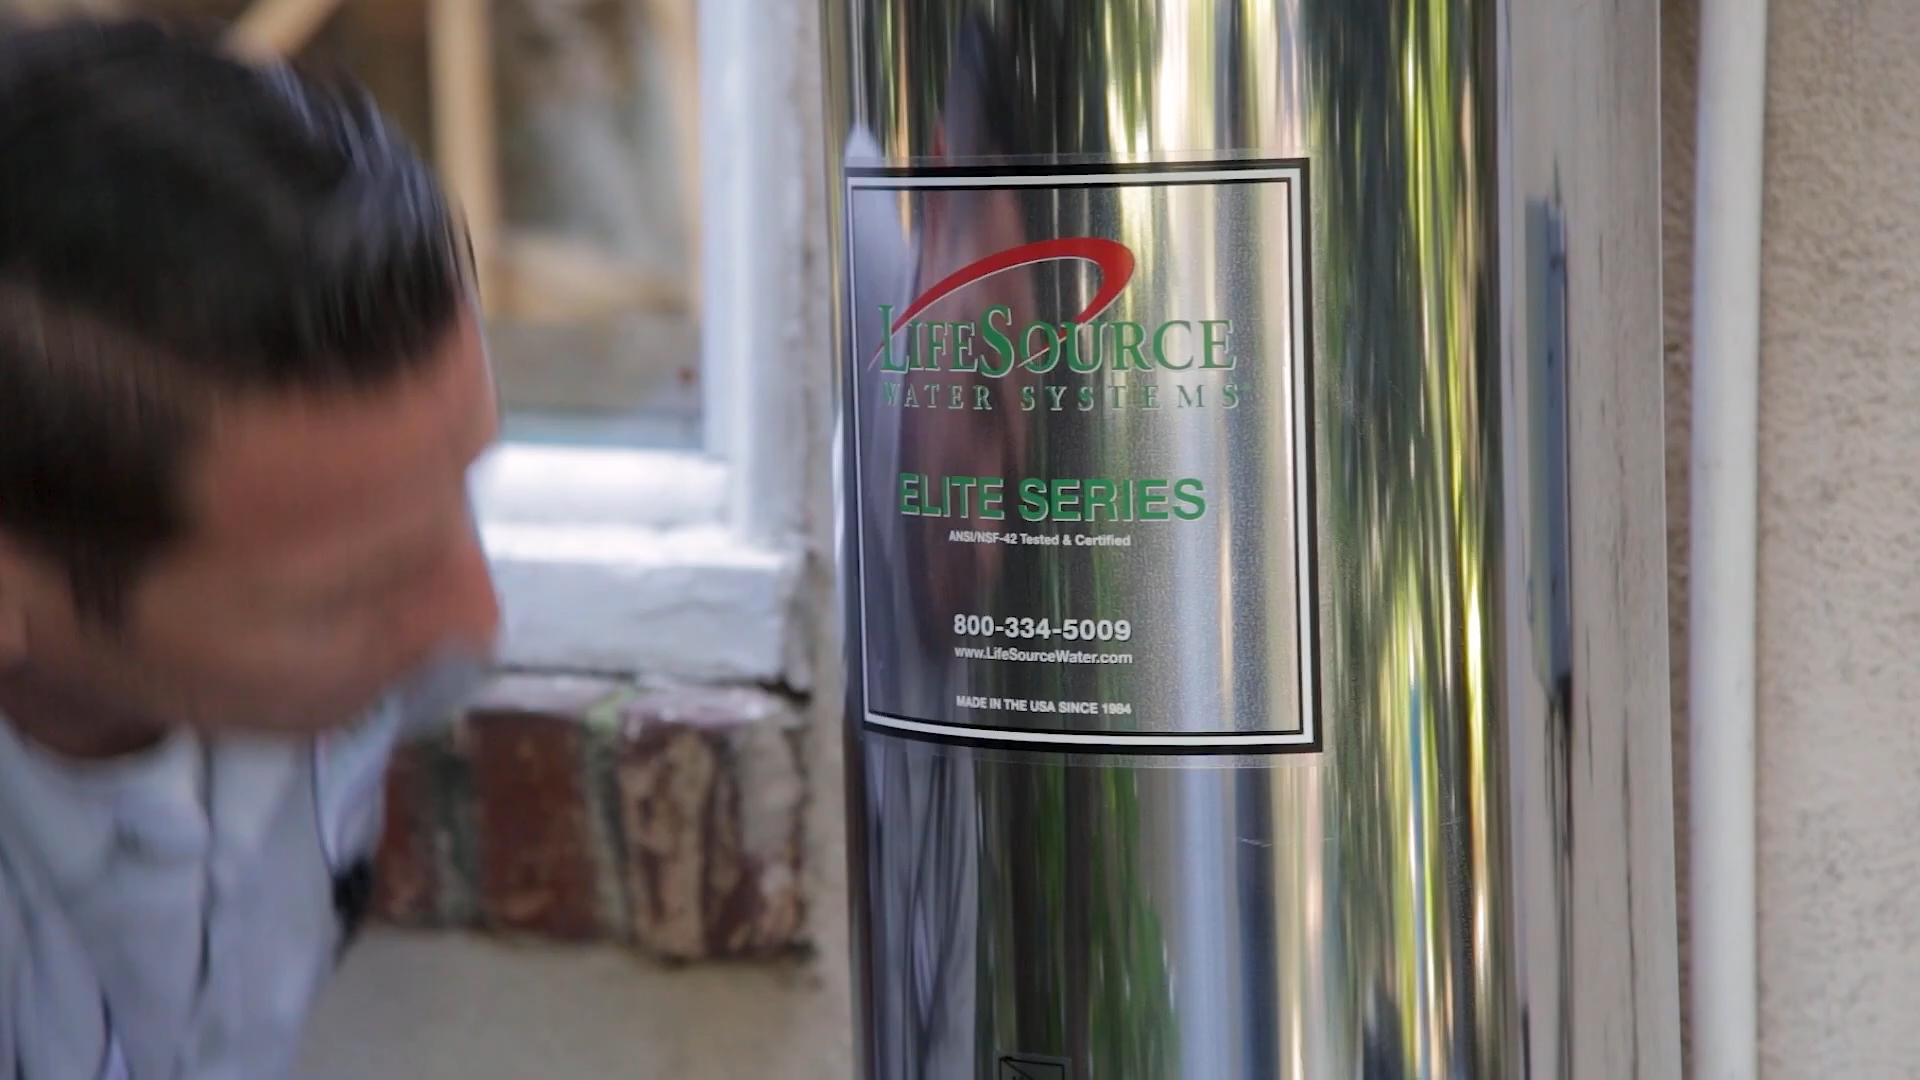 LIFESOURCE
WATER SYSTEMS
ELITE SERIES
ANSI/NSF-42 Tested & Certified
800-334-5009
www.LifeSourceWater.com
MADE IN THE USA SINCE 1984